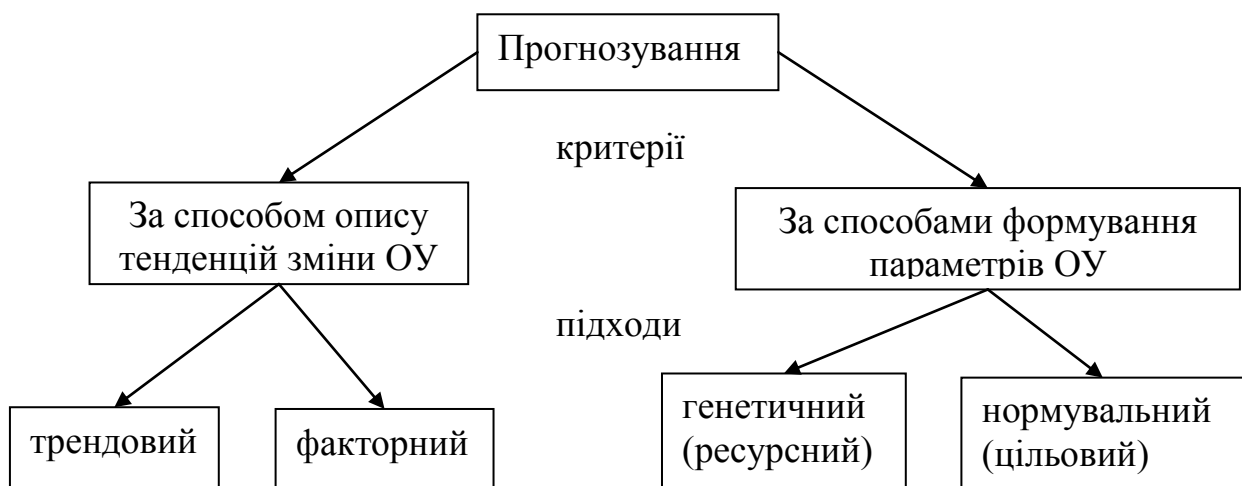 Прогнозування
критерії
За способом опису
тенденцій зміни ОУ
За способами формування
параметрів ОУ
підходи
трендовий
факторний
генетичний
(ресурсний)
нормувальний
(цільовий)